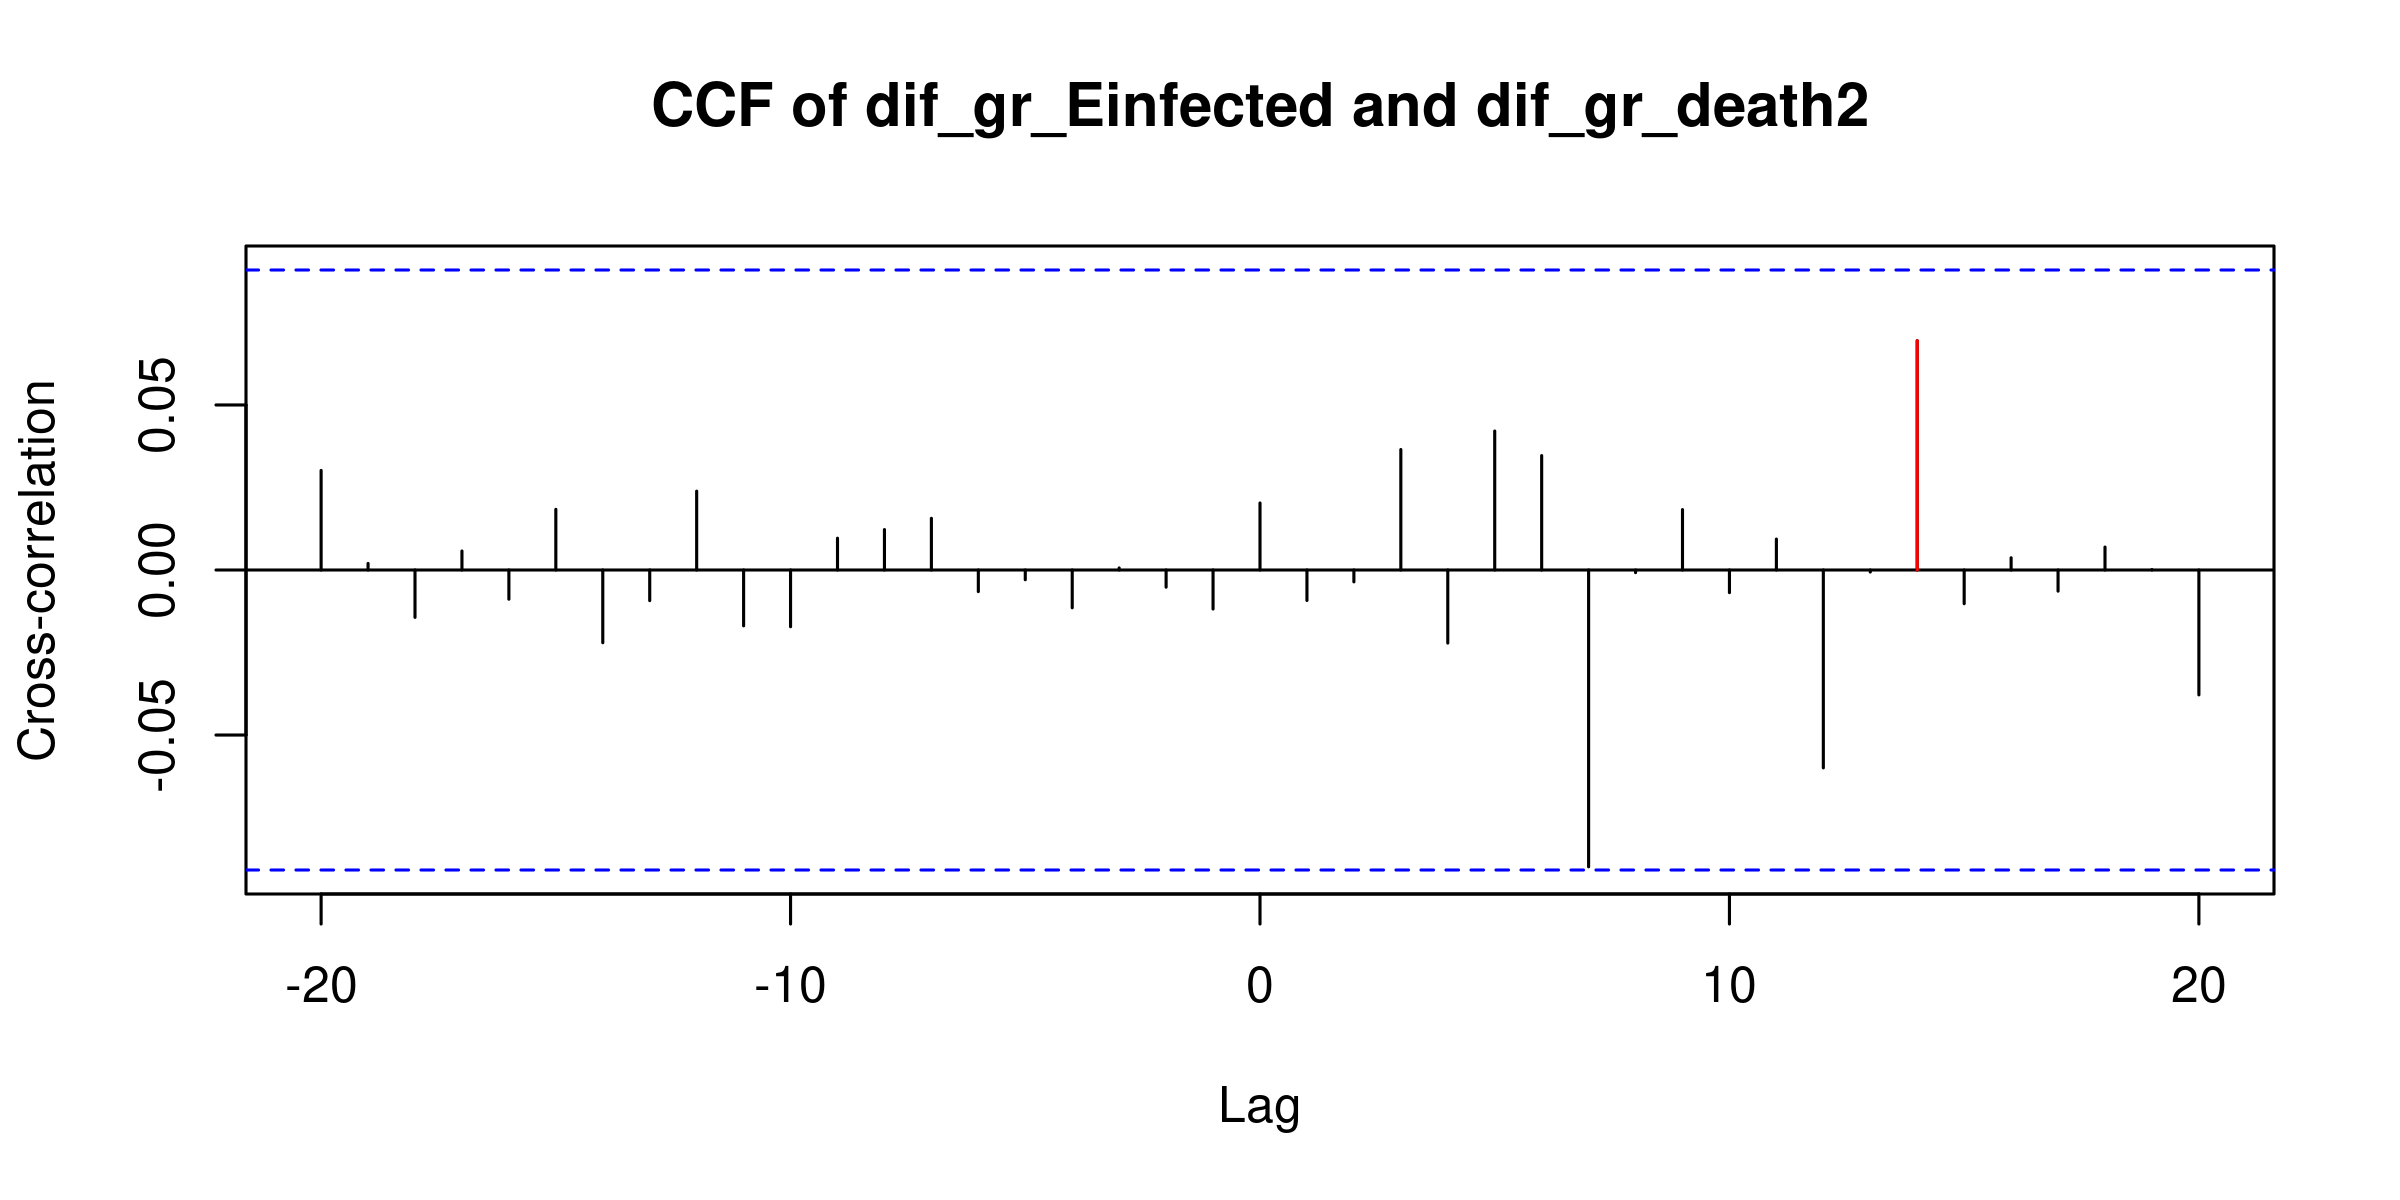 CCF of dif_gr_Einfected and dif_gr_death2
Cross-correlation
0.05
0.00
-0.05
-20
-10
0
10
20
Lag